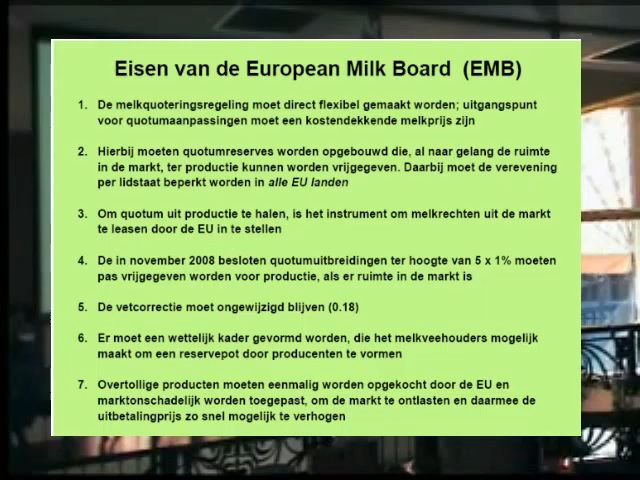 Eisen van de European Milk Board (EMB)
1. De melkquoteringsregeling moet direct flexibel gemaakt worden; uitgangspunt
voor quotumaanpassingen moet een kostendekkende melkprijs zijn
2. Hierbij moeten quotumreserves worden opgebouwd die, al naar gelang de ruimte
in de markt, ter productie kunnen worden vrijgegeven. Daarbij moet de verevening
per lidstaat beperkt worden in alle EU landen
3. Om quotum uit productie te halen, is het instrument om melkrechten uit de markt
te leasen door de EU in te stellen
4. De in november 2008 besloten quotumuitbreidingen ter hoogte van 5 x 1% moeten
pas vrijgegeven worden voor productie, als er ruimte in de markt is
5. De vetcorrectie moet ongewijzigd blijven (0.18)
6. Er moet een wettelijk kader gevormd worden, die het melkveehouders mogelijk
maakt om een reservepot door producenten te vormen
7. Overtollige producten moeten eenmalig worden opgekocht door de EU en
marktonschadelijk worden toegepast, om de markt te ontlasten en daarmee de
uitbetalingprijs zo snel mogelijk te verhogen